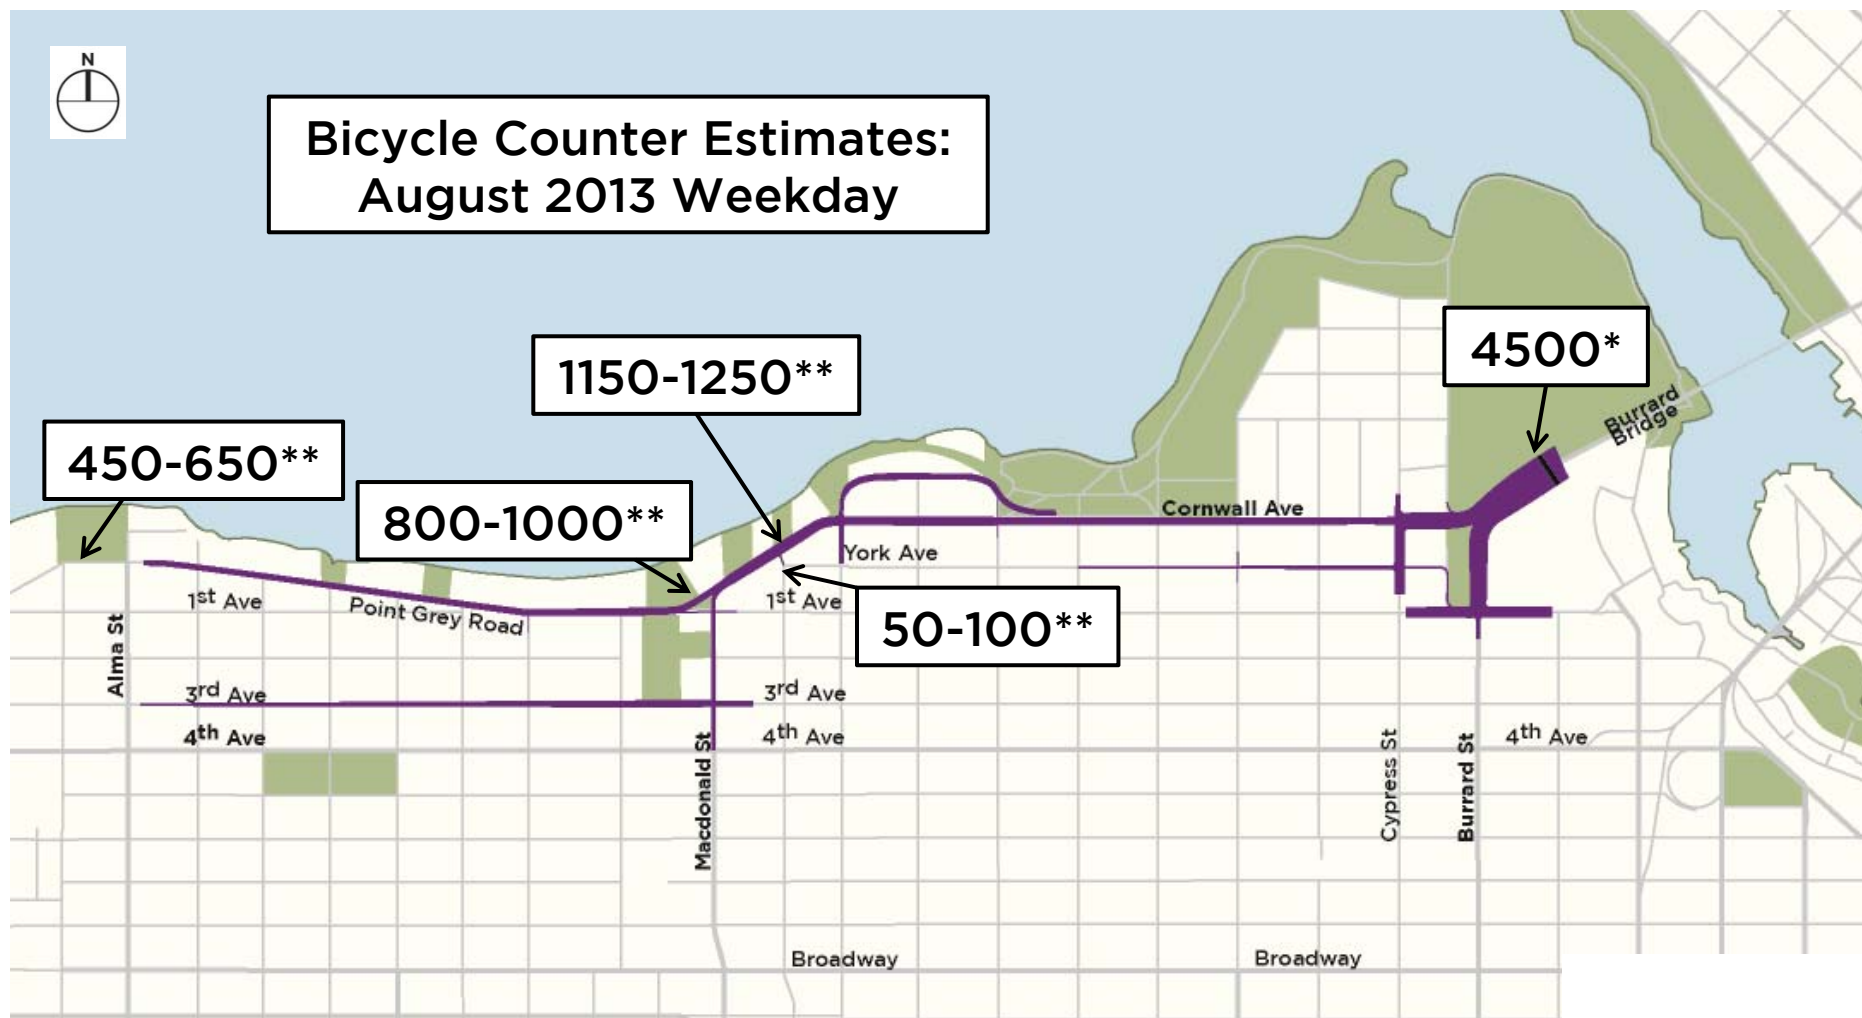 N
Bicycle Counter Estimates:
August 2013 Weekday
4500*
1150-1250**
Burrard
Bridge
450-650**
800-1000**
Cornwall Ave
York Ave
1st Ave
Point Grey Road
1st Ave
50-100**
Alma St
3rd Ave
3rd Ave
4th Ave
4th Ave
4th Ave
Macdonald St
Cypress St
Burrard St
Broadway
Broadway